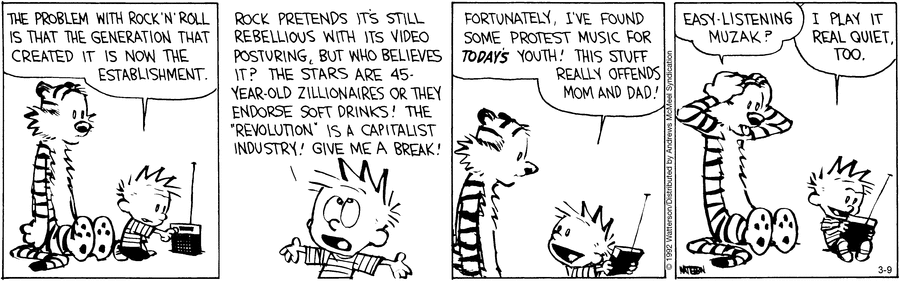 THE PROBLEM WITH ROCK'N'ROLL
IS THAT THE GENERATION THAT
CREATED IT IS NOW THE
ESTABLISHMENT.
ROCK PRETENDS IT'S STILL
REBELLIOUS WITH ITS VIDEO
POSTURING, BUT WHO BELIEVES
IT? THE STARS ARE 45-
YEAR-OLD ZILLIONAIRES OR THEY
ENDORSE SOFT DRINKS! THE
"REVOLUTION" IS A CAPITALIST
INDUSTRY! GIVE ME A BREAK!
FORTUNATELY, I'VE FOUND
SOME PROTEST MUSIC FOR
TODAY'S YOUTH! THIS STUFF
REALLY OFFENDS
MOM AND DAD!
© 1992 Watterson/Distributed by Andrews McMeel Syndication
EASY-LISTENING
MUZAK?
I PLAY IT
REAL QUIET,
TOO.
WATTERSON
3-9